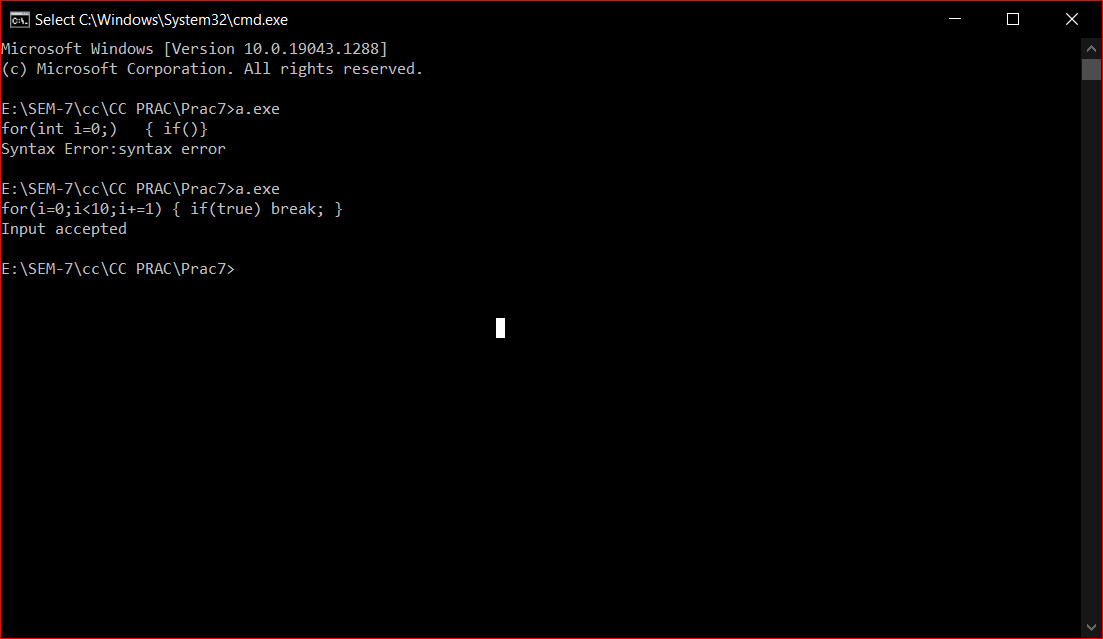 Select C:\Windows\System32\cmd.exe
Microsoft Windows [Version 10.0.19043.1288]
(c) Microsoft Corporation. All rights reserved.
E:\SEM-7\cc\CC PRAC\Prac7>a.exe
for(int i=0;)   { if()}
Syntax Error:syntax error
E:\SEM-7\cc\CC PRAC\Prac7>a.exe
for(i=0;i<10;i+=1) { if(true) break; }
Input accepted
E:\SEM-7\cc\CC PRAC\Prac7>